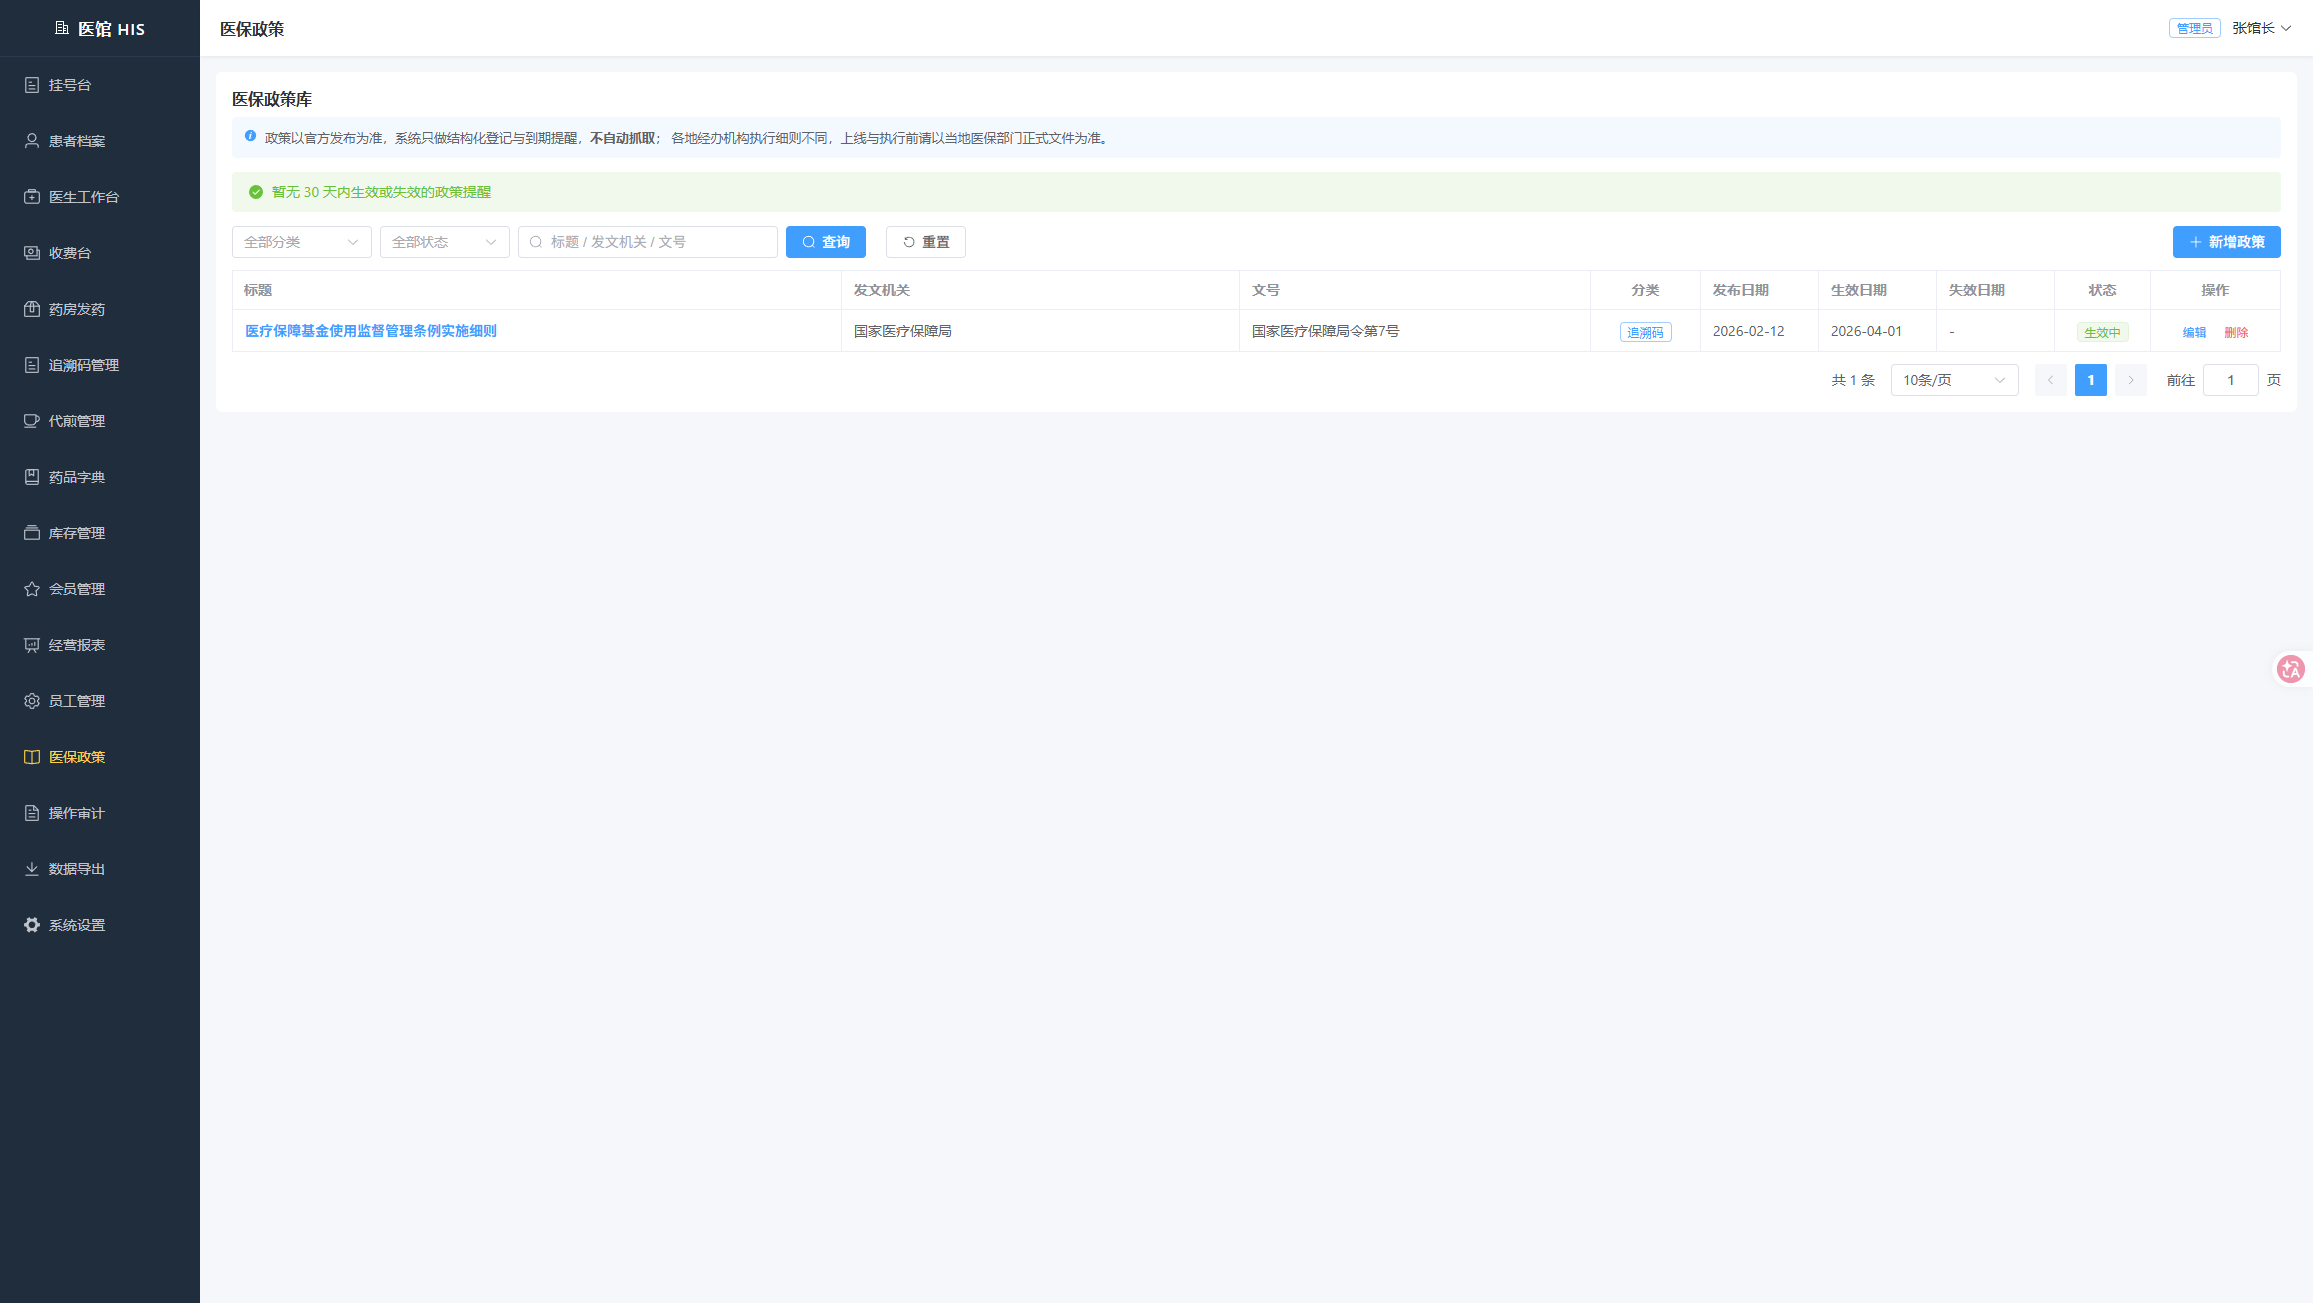 医馆 HIS
挂号台
患者档案
医生工作台
收费台
药房发药
追溯码管理
代煎管理
药品字典
库存管理
会员管理
经营报表
员工管理
医保政策
操作审计
数据导出
系统设置
医保政策
管理员 张馆长
医保政策库
政策以官方发布为准，系统只做结构化登记与到期提醒，不自动抓取； 各地经办机构执行细则不同，上线与执行前请以当地医保部门正式文件为准。
暂无 30 天内生效或失效的政策提醒
全部分类 全部状态 标题 / 发文机关 / 文号 查询 重置 新增政策
标题 发文机关 文号 分类 发布日期 生效日期 失效日期 状态 操作
医疗保障基金使用监督管理条例实施细则 国家医疗保障局 国家医疗保障局令第7号 追溯码 2026-02-12 2026-04-01 - 生效中 编辑 删除
共 1 条 10条/页 1 前往 1 页